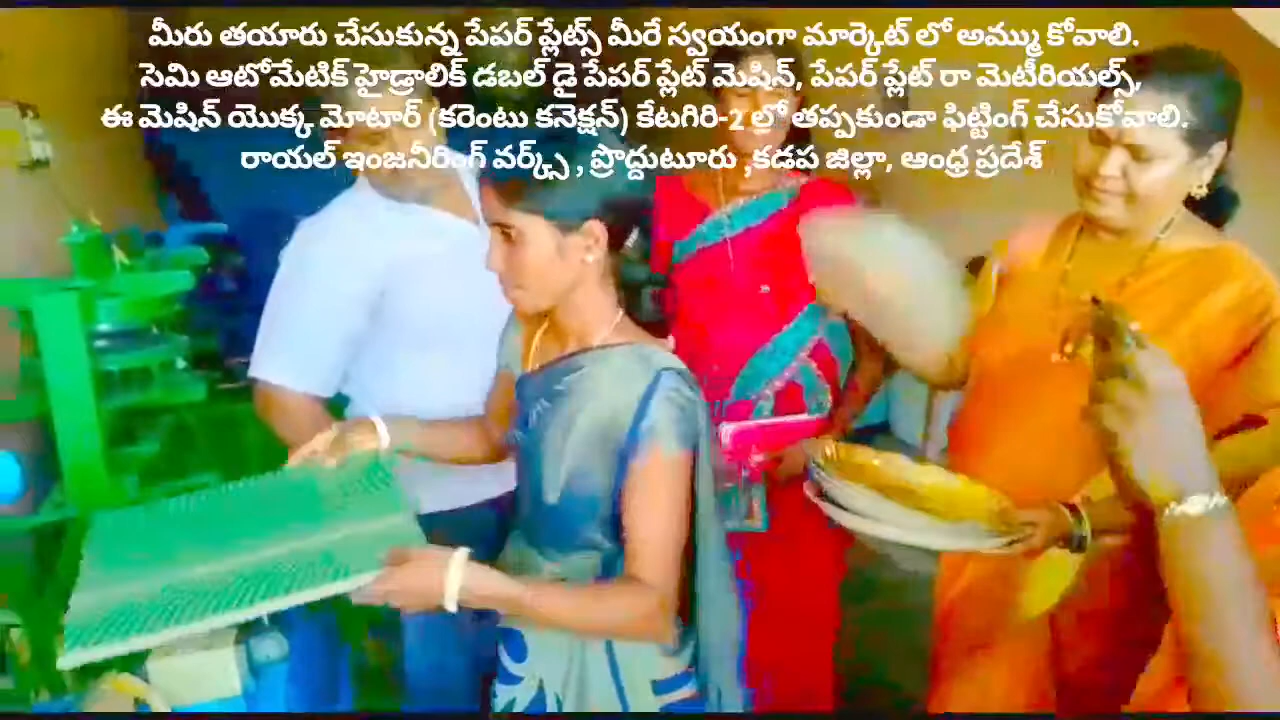 మీరు తయారు చేసుకున్న పేపర్ ప్లేట్స్ మీరే స్వయంగా మార్కెట్ లో అమ్ము కోవాలి.
సెమి ఆటోమేటిక్ హైడ్రాలిక్ డబల్ డై పేపర్ ప్లేట్ మెషిన్, పేపర్ ప్లేట్ రా మెటీరియల్స్,
ఈ మెషిన్ యొక్క మోటార్ (కరెంటు కనెక్షన్) కేటగిరి-2 లో తప్పకుండా ఫిట్టింగ్ చేసుకోవాలి.
రాయల్ ఇంజనీరింగ్ వర్క్స్ , ప్రొద్దుటూరు ,కడప జిల్లా, ఆంధ్ర ప్రదేశ్